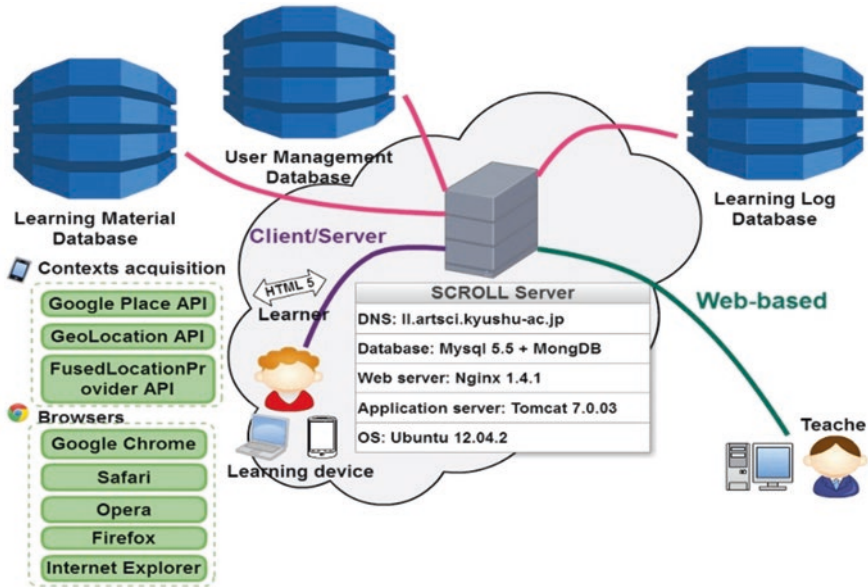 User Management
Database
Learning Material
Database
Learning Log
Database
Client/Server
Web-based
Contexts acquisition
Google Place API
GeoLocation API
FusedLocationPr
ovider API
Browsers
Google Chrome
Safari
Opera
Firefox
Internet Explorer
HTML 5
Learner
Learning device
SCROLL Server
DNS: ll.artsci.kyushu-ac.jp
Database: Mysql 5.5 + MongDB
Web server: Nginx 1.4.1
Application server: Tomcat 7.0.03
OS: Ubuntu 12.04.2
Teache